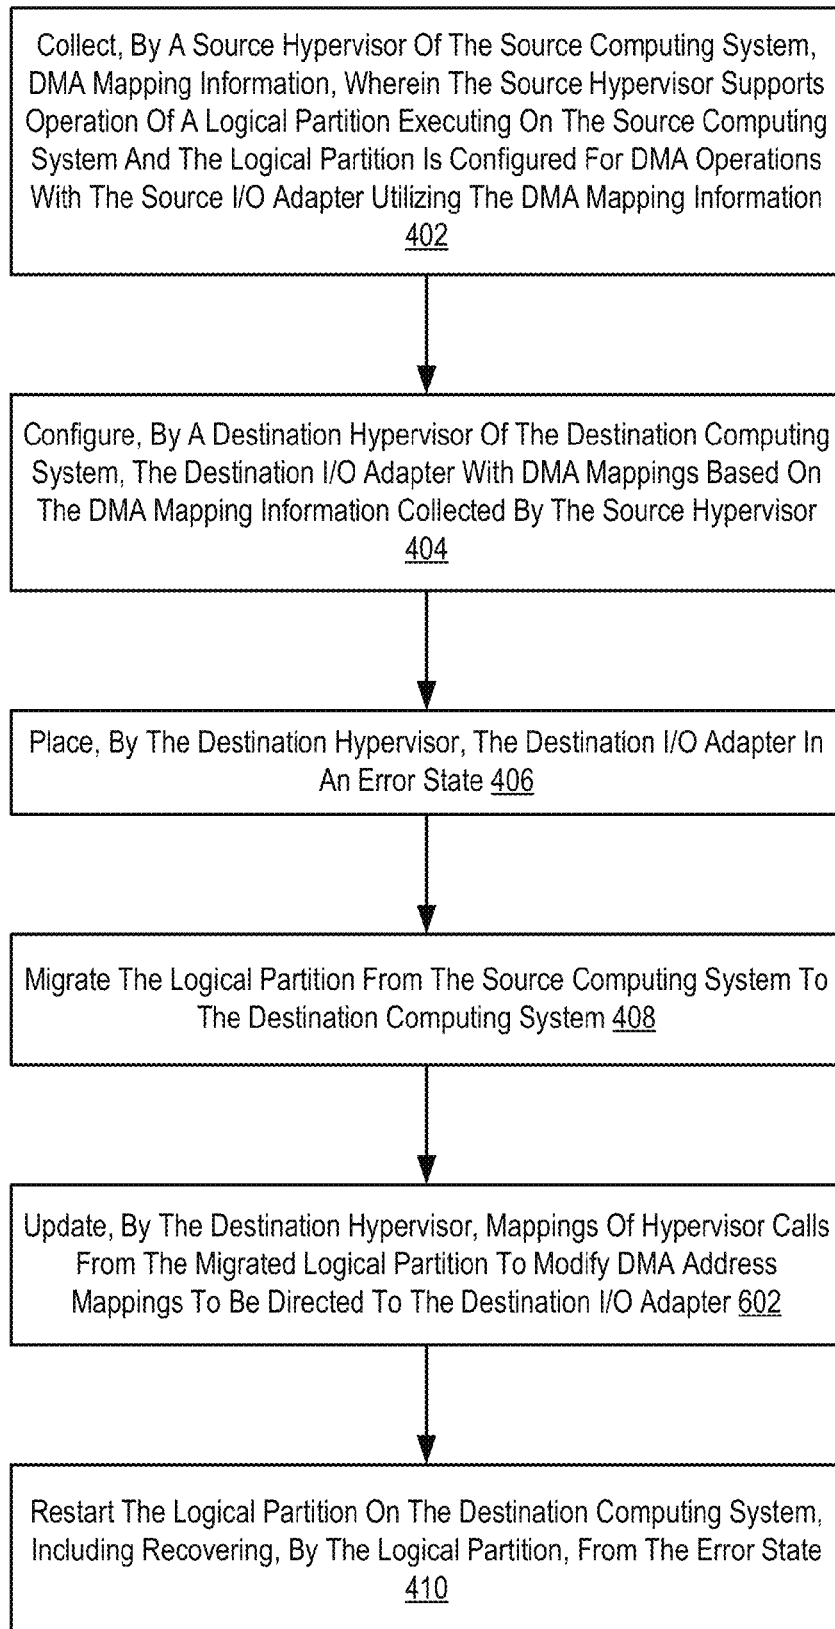 Collect, By A Source Hypervisor Of The Source Computing System,
DMA Mapping Information, Wherein The Source Hypervisor Supports
Operation Of A Logical Partition Executing On The Source Computing
System And The Logical Partition Is Configured For DMA Operations
With The Source I/O Adapter Utilizing The DMA Mapping Information
402
Configure, By A Destination Hypervisor Of The Destination Computing
System, The Destination I/O Adapter With DMA Mappings Based On
The DMA Mapping Information Collected By The Source Hypervisor
404
Place, By The Destination Hypervisor, The Destination I/O Adapter In
An Error State 406
Migrate The Logical Partition From The Source Computing System To
The Destination Computing System 408
Update, By The Destination Hypervisor, Mappings Of Hypervisor Calls
From The Migrated Logical Partition To Modify DMA Address
Mappings To Be Directed To The Destination I/O Adapter 602
Restart The Logical Partition On The Destination Computing System,
Including Recovering, By The Logical Partition, From The Error State
410